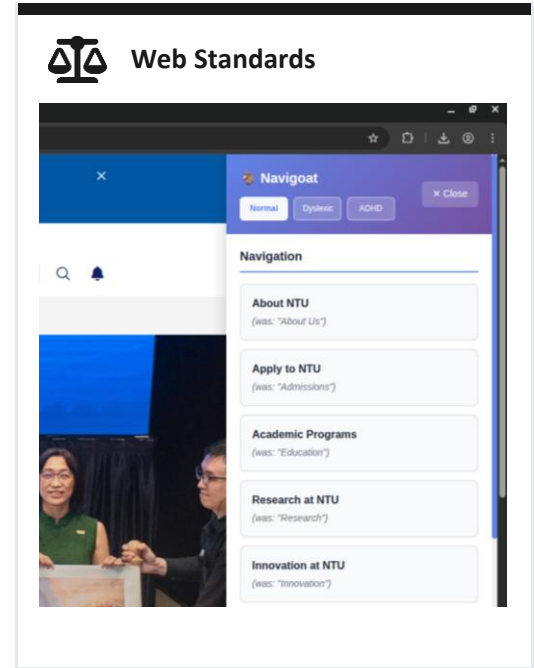 Web Standards
Navigoat
× Close
Normal Dyslexic ADHD
Navigation
About NTU
(was: "About Us")
Apply to NTU
(was: "Admissions")
Academic Programs
(was: "Education")
Research at NTU
(was: "Research")
Innovation at NTU
(was: "Innovation")